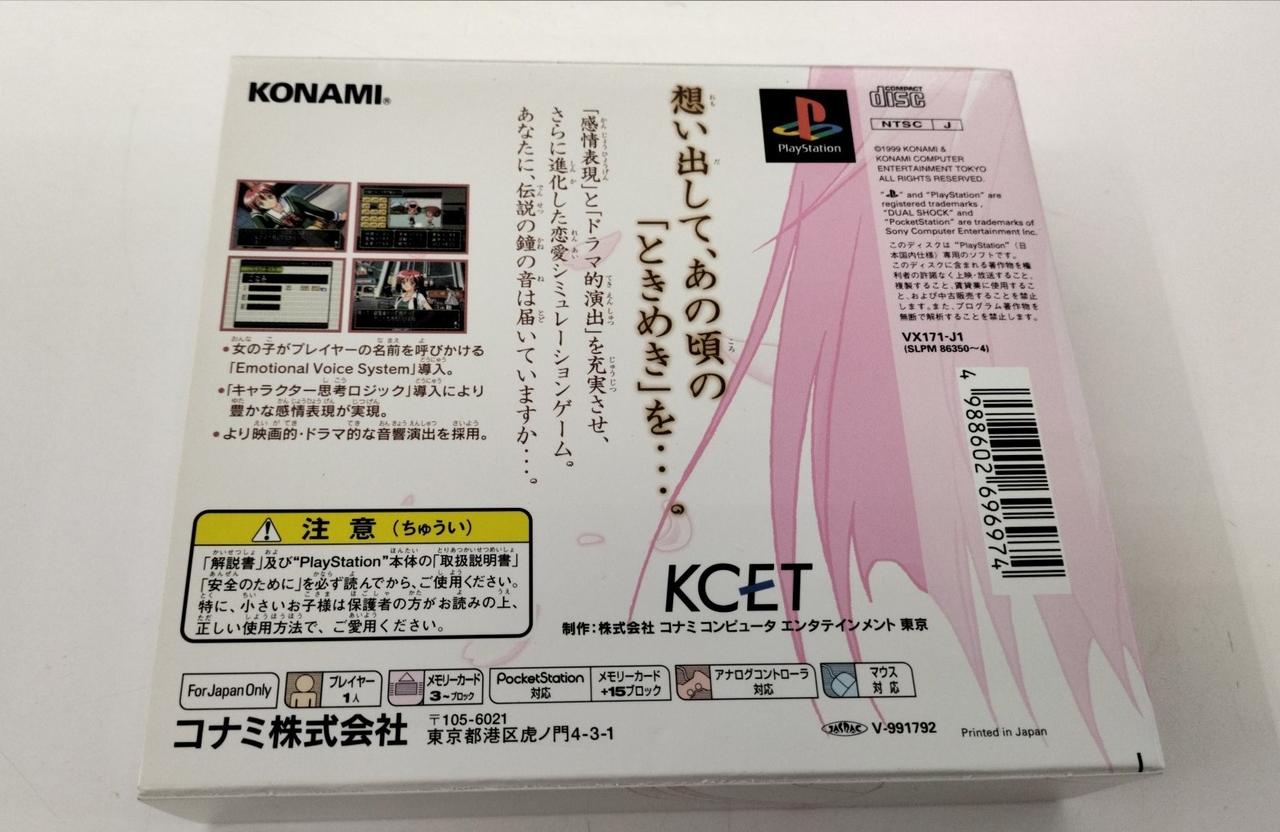 KONAMI®
想い出して、あの頃の
「ときめき」を・・・。
「感情表現」と「ドラマ的演出」を充実させ、
さらに進化した恋愛シミュレーションゲーム。
あなたに、伝説の鐘の音は届いていますか・・・。
PlayStation
COMPACT
disc
NTSC J
©1999 KONAMI &
KONAMI COMPUTER
ENTERTAINMENT TOKYO
ALL RIGHTS RESERVED.
" " and "PlayStation" are
registered trademarks,
"DUAL SHOCK" and
"PocketStation" are trademarks of
Sony Computer Entertainment Inc.
このディスクは"PlayStation"（日
本国内仕様）専用のソフトです。
このディスクに含まれる著作物を権
利者の許諾なく上映・放送すること、
複製すること、賃貸業に使用するこ
と、および中古販売することを禁止
します。また、プログラム著作物を
無断で解析することを禁止します。
VX171-J1
(SLPM 86350～4)
4 988602 696974
●女の子がプレイヤーの名前を呼びかける
「Emotional Voice System」導入。
●「キャラクター思考ロジック」導入により
豊かな感情表現が実現。
●より映画的・ドラマ的な音響演出を採用。
注 意（ちゅうい）
「解説書」及び"PlayStation"本体の「取扱説明書」
「安全のために」を必ず読んでから、ご使用ください。
特に、小さいお子様は保護者の方がお読みの上、
正しい使用方法で、ご愛用ください。
KCET
制作：株式会社 コナミ コンピュータ エンタテインメント 東京
For Japan Only
プレイヤー
1人
メモリーカード
3～ブロック
PocketStation
対応
メモリーカード
+15ブロック
アナログコントローラ
対応
マウス
対応
コナミ株式会社
〒105-6021
東京都港区虎ノ門4-3-1
JASRAC V-991792
Printed in Japan